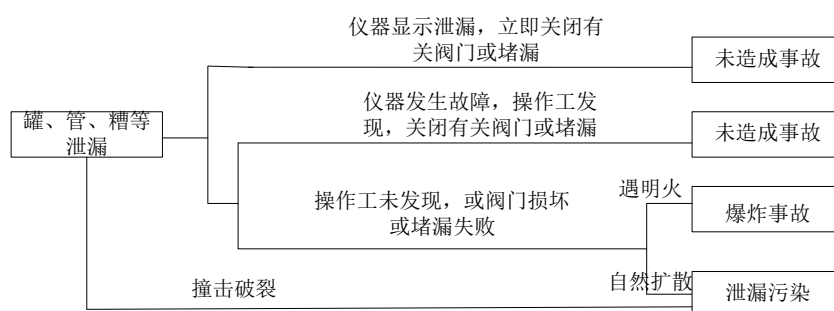 仪器显示泄漏，立即关闭有
关阀门或堵漏
未造成事故
仪器发生故障，操作工发
现，关闭有关阀门或堵漏
未造成事故
罐、管、糟等
泄漏
操作工未发现，或阀门损坏
或堵漏失败
遇明火
爆炸事故
自然扩散
泄漏污染
撞击破裂